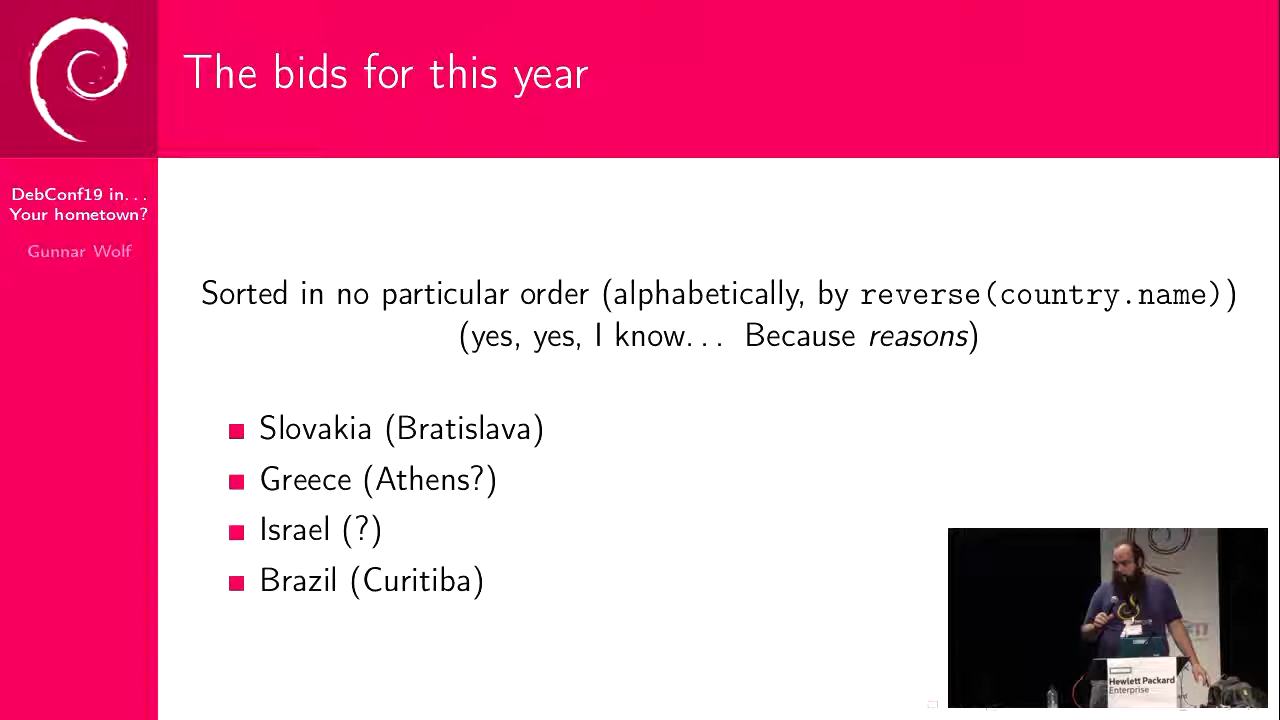 The bids for this year
DebConf19 in...
Your hometown?
Gunnar Wolf
Sorted in no particular order (alphabetically, by reverse(country.name))
(yes, yes, I know... Because reasons)
Slovakia (Bratislava)
Greece (Athens?)
Israel (?)
Brazil (Curitiba)
Hewlett Packard
Enterprise